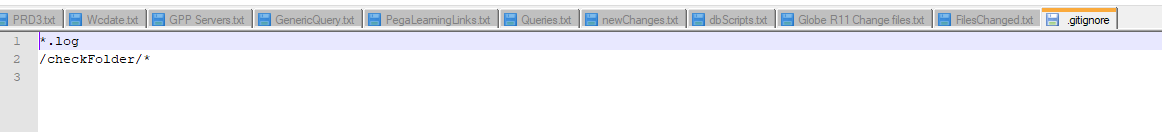 PRD3.txt Wcdate.txt GPP Servers.txt GenericQuery.txt PegaLearningLinks.txt Queries.txt newChanges.txt dbScripts.txt Globe R11 Change files.txt FilesChanged.txt .gitignore
1 *.log
2 /checkFolder/*
3